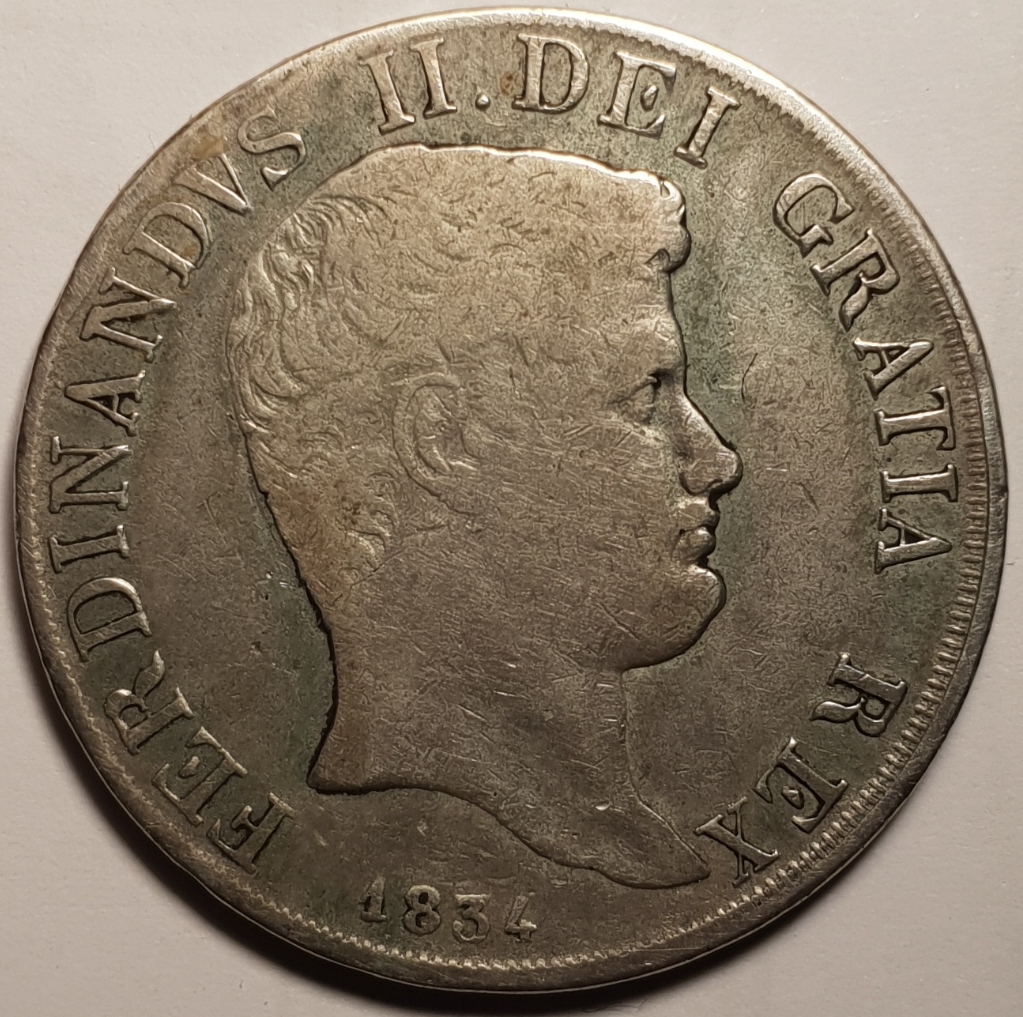 FERDINANDVS II. DEI GRATIA REX
1834